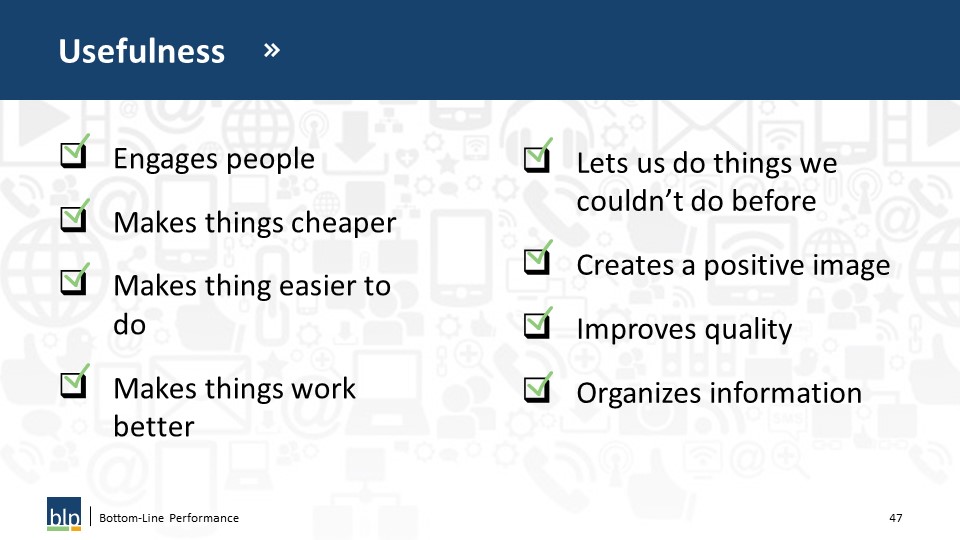 Usefulness »
Engages people
Makes things cheaper
Makes thing easier to
do
Makes things work
better
Lets us do things we
couldn’t do before
Creates a positive image
Improves quality
Organizes information
blp
Bottom-Line Performance
47